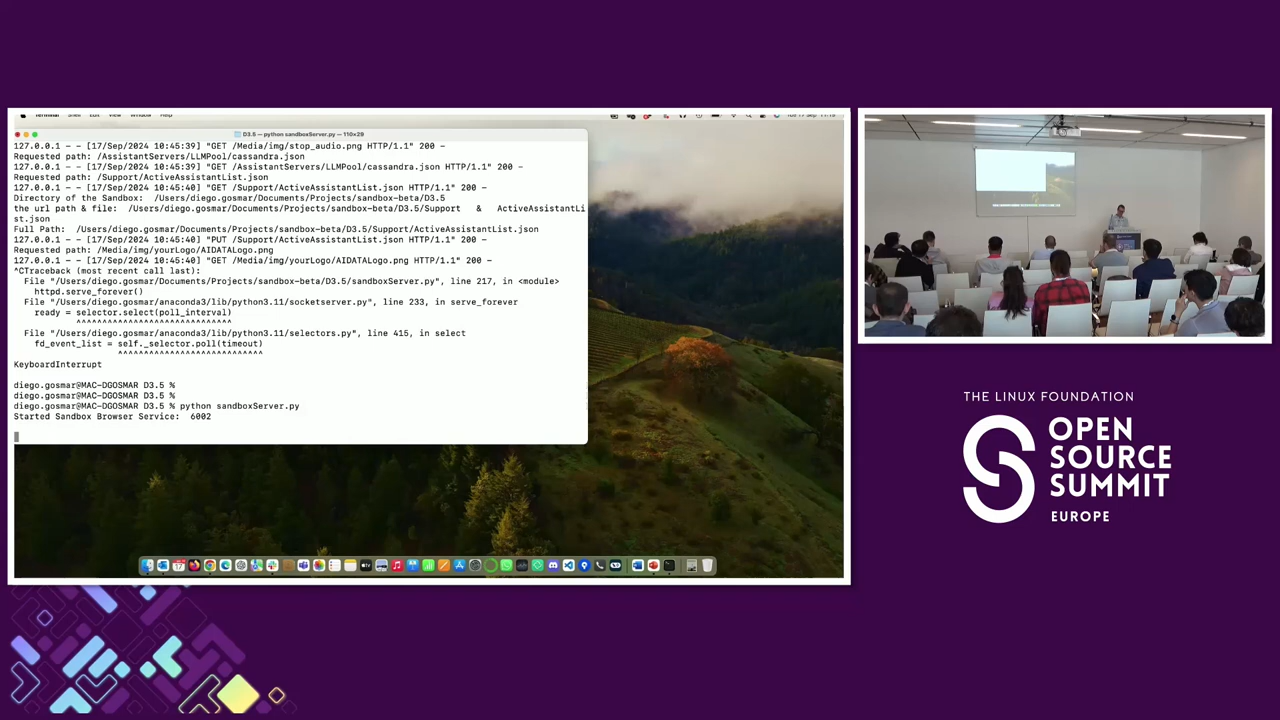 Terminal Shell Edit View Window Help
D3.5 — python sandboxServer.py — 110×29
127.0.0.1 - - [17/Sep/2024 10:45:39] "GET /Media/img/stop_audio.png HTTP/1.1" 200 -
Requested path: /AssistantServers/LLMPool/cassandra.json
127.0.0.1 - - [17/Sep/2024 10:45:39] "GET /AssistantServers/LLMPool/cassandra.json HTTP/1.1" 200 -
Requested path: /Support/ActiveAssistantList.json
127.0.0.1 - - [17/Sep/2024 10:45:40] "GET /Support/ActiveAssistantList.json HTTP/1.1" 200 -
Directory of the Sandbox:  /Users/diego.gosmar/Documents/Projects/sandbox-beta/D3.5
the url path & file:  /Users/diego.gosmar/Documents/Projects/sandbox-beta/D3.5/Support   &   ActiveAssistantLi
st.json
Full Path:  /Users/diego.gosmar/Documents/Projects/sandbox-beta/D3.5/Support/ActiveAssistantList.json
127.0.0.1 - - [17/Sep/2024 10:45:40] "PUT /Support/ActiveAssistantList.json HTTP/1.1" 200 -
Requested path: /Media/img/yourLogo/AIDATALogo.png
127.0.0.1 - - [17/Sep/2024 10:45:40] "GET /Media/img/yourLogo/AIDATALogo.png HTTP/1.1" 200 -
^CTraceback (most recent call last):
  File "/Users/diego.gosmar/Documents/Projects/sandbox-beta/D3.5/sandboxServer.py", line 217, in <module>
    httpd.serve_forever()
  File "/Users/diego.gosmar/anaconda3/lib/python3.11/socketserver.py", line 233, in serve_forever
    ready = selector.select(poll_interval)
            ^^^^^^^^^^^^^^^^^^^^^^^^^^^^^^
  File "/Users/diego.gosmar/anaconda3/lib/python3.11/selectors.py", line 415, in select
    fd_event_list = self._selector.poll(timeout)
                    ^^^^^^^^^^^^^^^^^^^^^^^^^^^^
KeyboardInterrupt
diego.gosmar@MAC-DGOSMAR D3.5 %
diego.gosmar@MAC-DGOSMAR D3.5 %
diego.gosmar@MAC-DGOSMAR D3.5 % python sandboxServer.py
Started Sandbox Browser Service:  6002
THE LINUX FOUNDATION
OPEN
SOURCE
SUMMIT
EUROPE